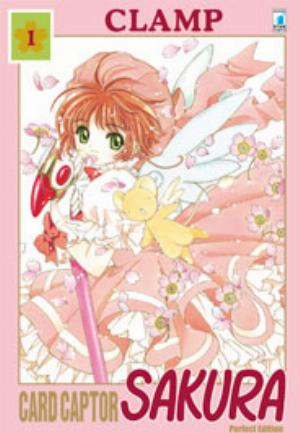 CLAMP
1
CARD CAPTOR SAKURA
Perfect Edition